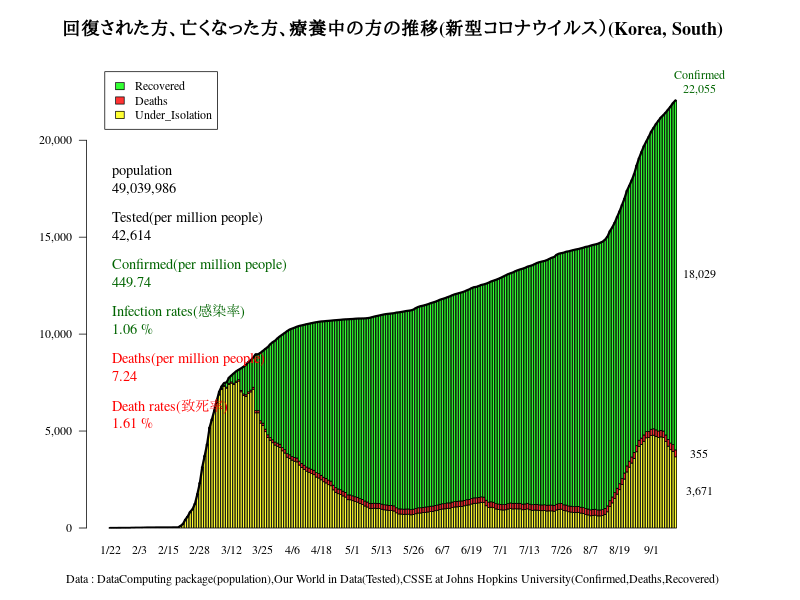 回復された方、亡くなった方、療養中の方の推移(新型コロナウイルス)(Korea, South)
Confirmed
22,055
Recovered
Deaths
Under_Isolation
20,000
15,000
10,000
5,000
0
population
49,039,986
Tested(per million people)
42,614
Confirmed(per million people)
449.74
Infection rates(感染率)
1.06 %
Deaths(per million people)
7.24
Death rates(致死率)
1.61 %
18,029
355
3,671
1/22 2/3 2/15 2/28 3/12 3/25 4/6 4/18 5/1 5/13 5/26 6/7 6/19 7/1 7/13 7/26 8/7 8/19 9/1
Data : DataComputing package(population),Our World in Data(Tested),CSSE at Johns Hopkins University(Confirmed,Deaths,Recovered)